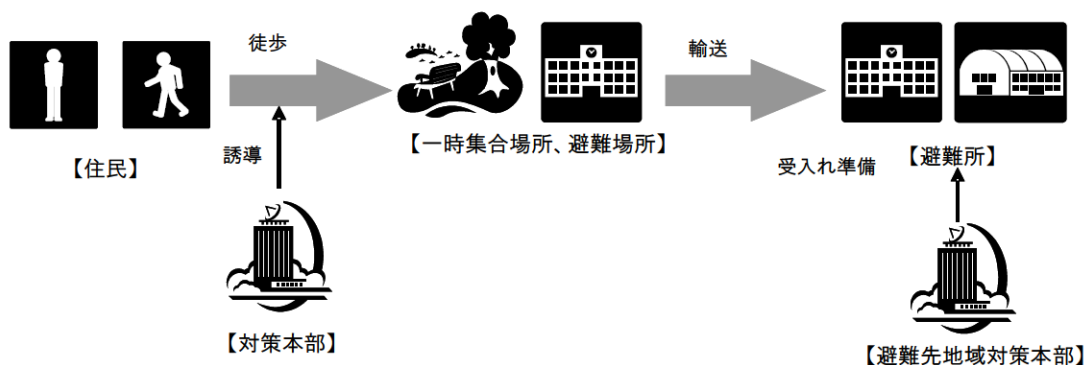 徒歩
輸送
【住民】
誘導
【一時集合場所、避難場所】
受入れ準備
【避難所】
【対策本部】
【避難先地域対策本部】